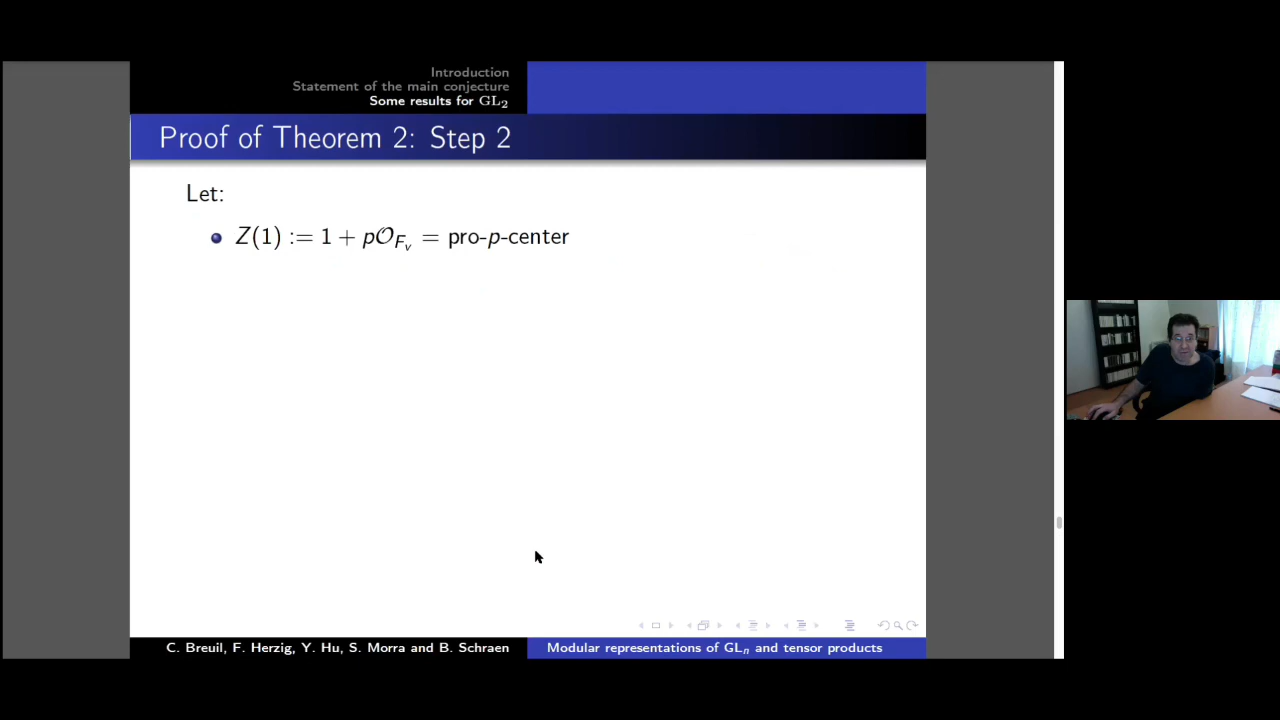 Introduction
Statement of the main conjecture
Some results for GL₂
Proof of Theorem 2: Step 2
Let:
Z(1) := 1 + pO_{F_v} = pro-p-center
C. Breuil, F. Herzig, Y. Hu, S. Morra and B. Schraen
Modular representations of GLₙ and tensor products